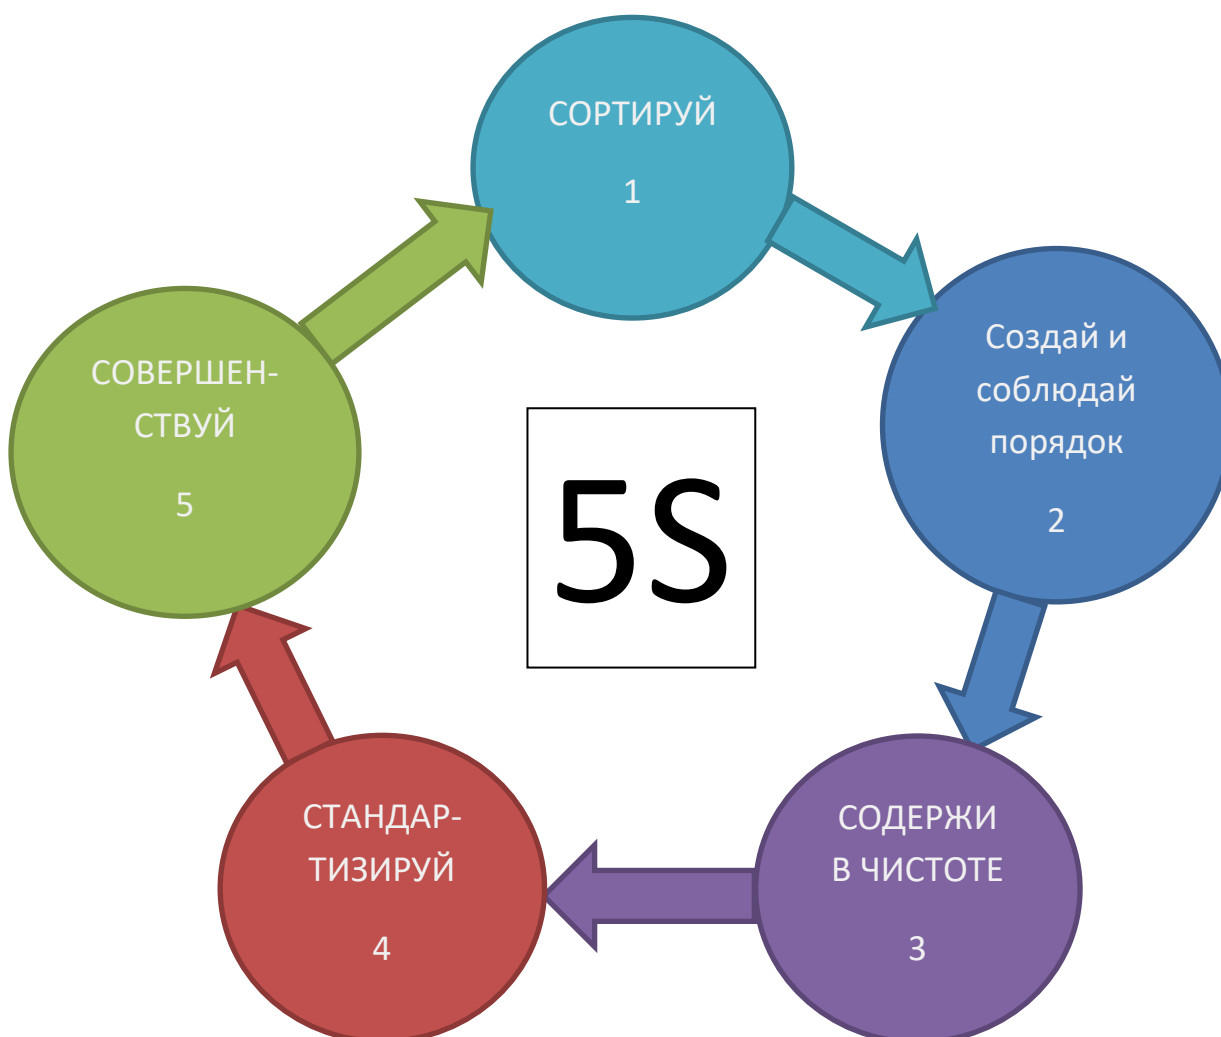 СОРТИРУЙ
1
Создай и
соблюдай
порядок
2
СОДЕРЖИ
В ЧИСТОТЕ
3
СТАНДАР-
ТИЗИРУЙ
4
СОВЕРШЕН-
СТВУЙ
5
5S